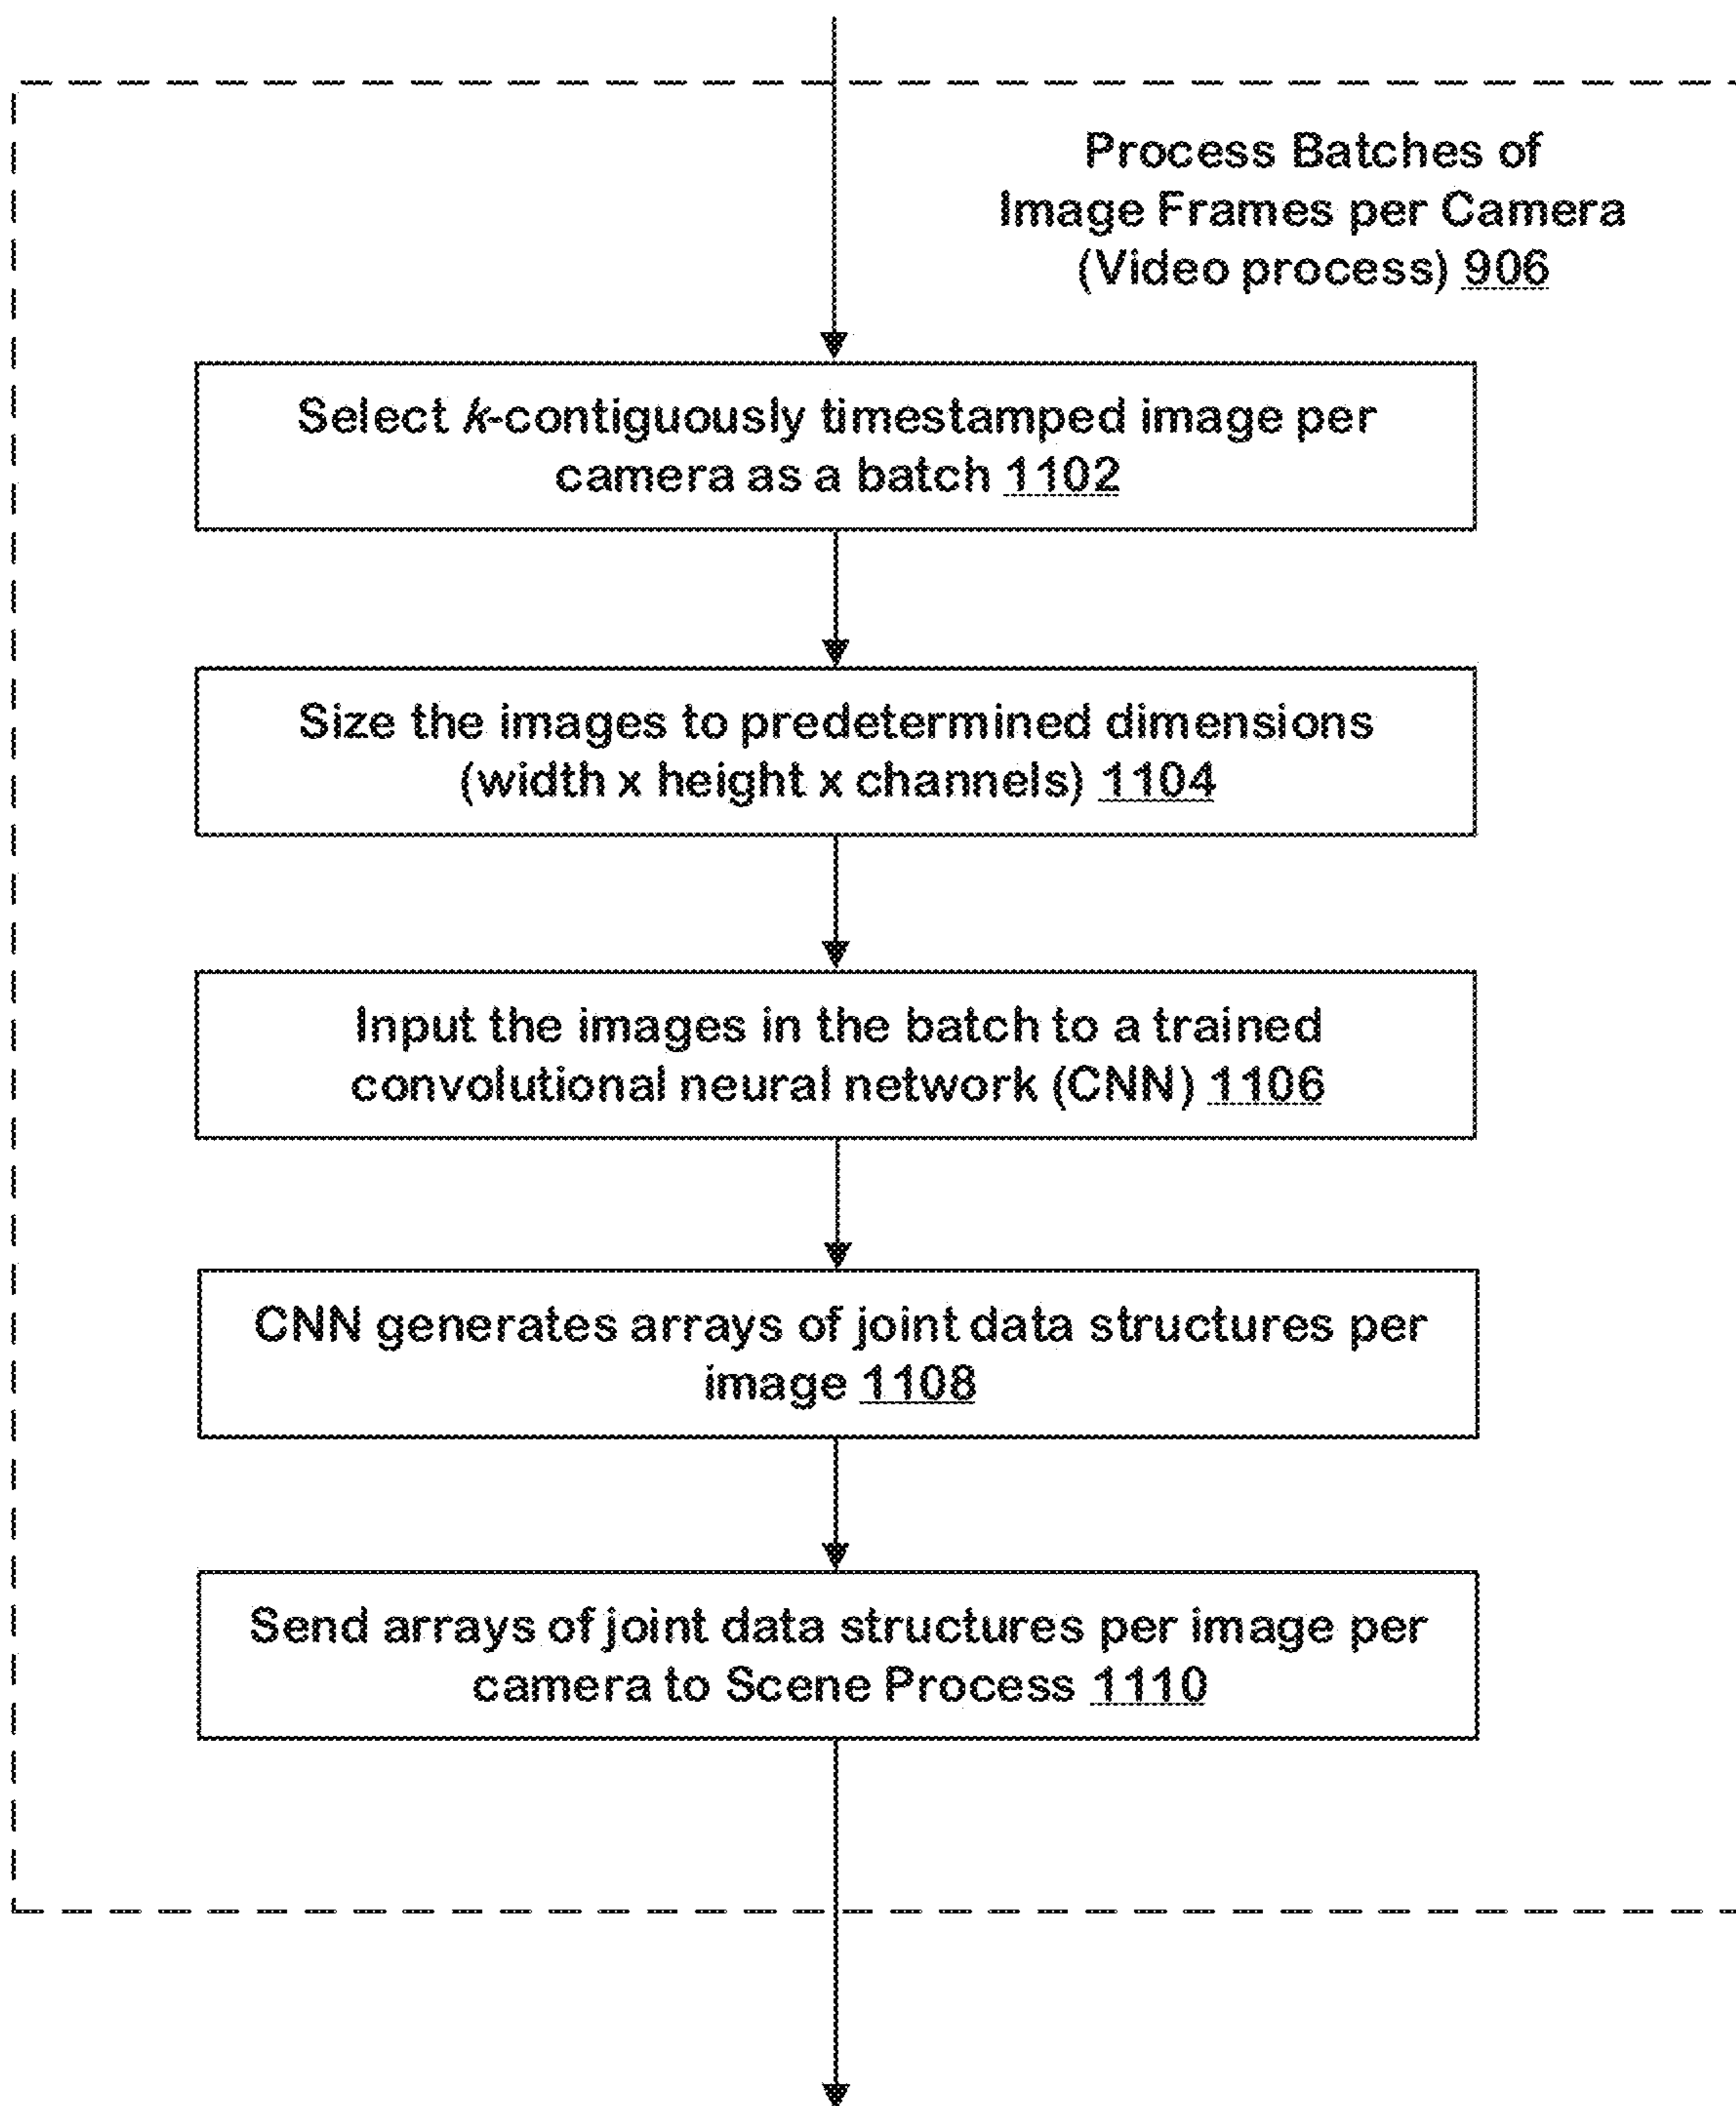 Process Batches of
Image Frames per Camera
(Video process) 906
Select k-contiguously timestamped image per
camera as a batch 1102
Size the images to predetermined dimensions
(width x height x channels) 1104
Input the images in the batch to a trained
convolutional neural network (CNN) 1106
CNN generates arrays of joint data structures per
image 1108
Send arrays of joint data structures per image per
camera to Scene Process 1110